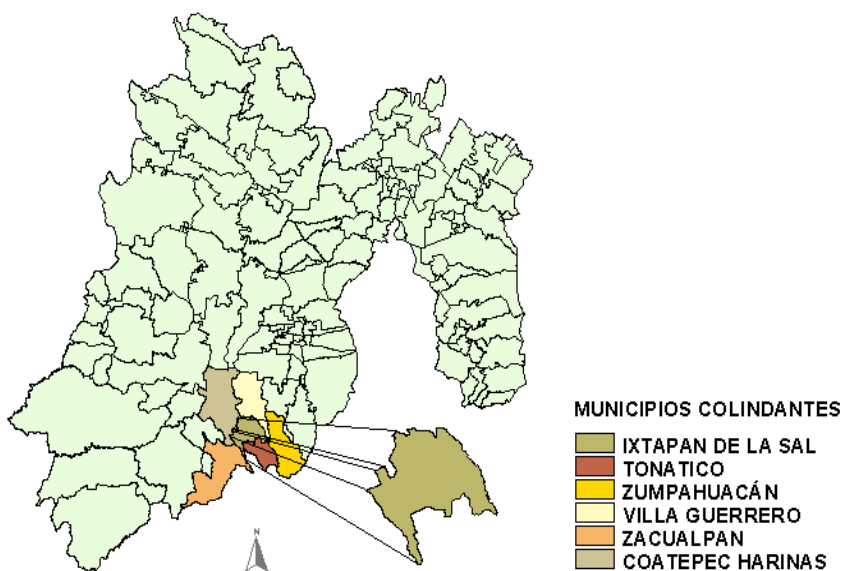 MUNICIPIOS COLINDANTES
IXTAPAN DE LA SAL
TONATICO
ZUMPAHUACÁN
VILLA GUERRERO
ZACUALPAN
COATEPEC HARINAS
N